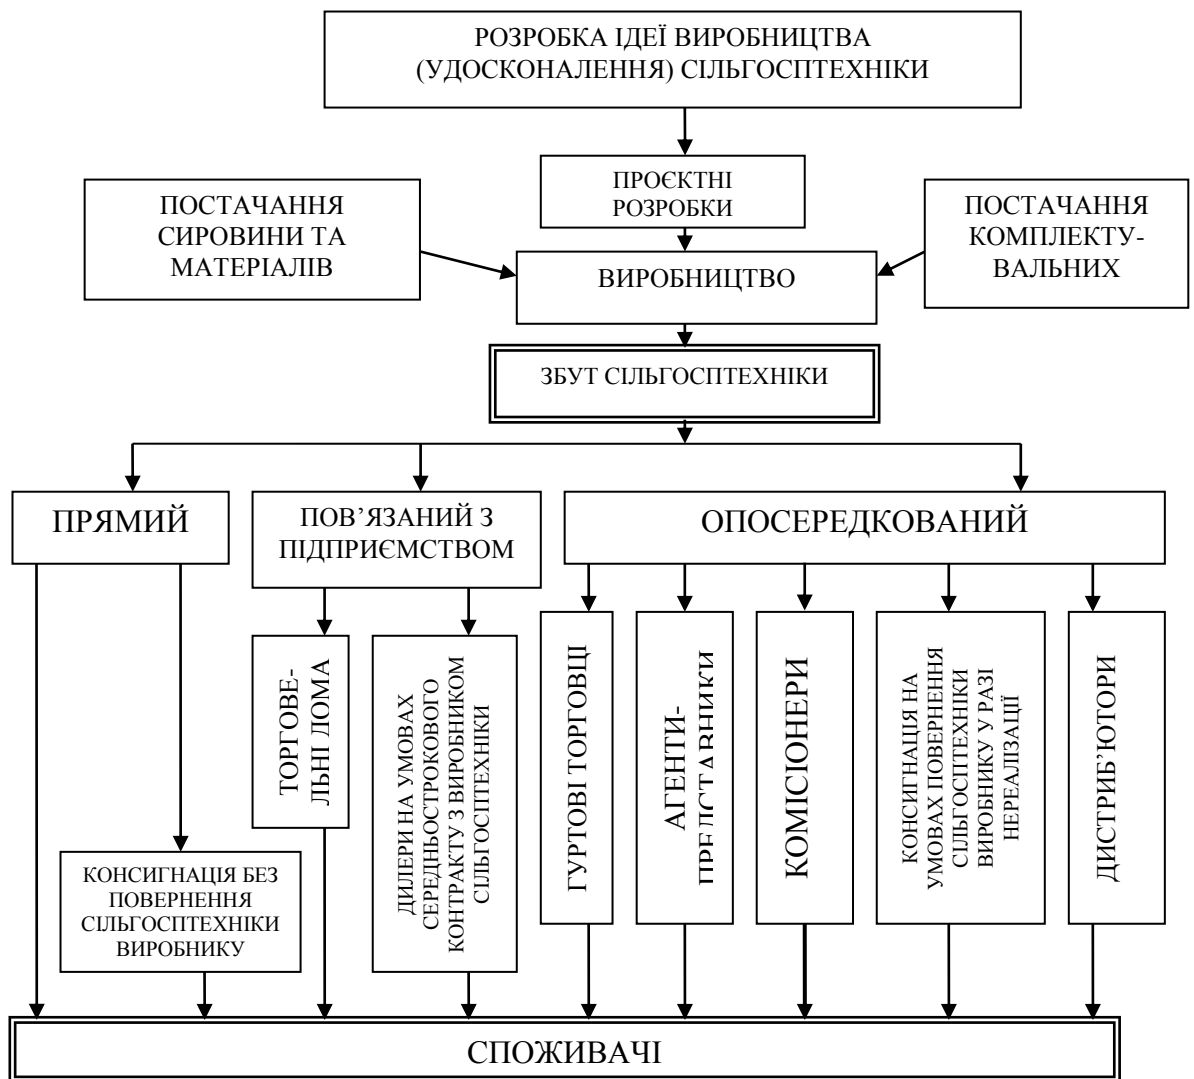 РОЗРОБКА ІДЕЇ ВИРОБНИЦТВА
(УДОСКОНАЛЕННЯ) СІЛЬГОСПТЕХНІКИ
ПРОЄКТНІ
РОЗРОБКИ
ПОСТАЧАННЯ
СИРОВИНИ ТА
МАТЕРІАЛІВ
ПОСТАЧАННЯ
КОМПЛЕКТУ-
ВАЛЬНИХ
ВИРОБНИЦТВО
ЗБУТ СІЛЬГОСПТЕХНІКИ
ПРЯМИЙ
ПОВ’ЯЗАНИЙ З
ПІДПРИЄМСТВОМ
ОПОСЕРЕДКОВАНИЙ
КОНСИГНАЦІЯ БЕЗ
ПОВЕРНЕННЯ
СІЛЬГОСПТЕХНІКИ
ВИРОБНИКУ
ТОРГОВЕ-
ЛЬНІ ДОМА
ДИЛЕРИ НА УМОВАХ
СЕРЕДНЬОСТРОКОВОГО
КОНТРАКТУ З ВИРОБНИКОМ
СІЛЬГОСПТЕХНІКИ
ГУРТОВІ ТОРГОВЦІ
АГЕНТИ-
ПРЕДСТАВНИКИ
КОМІСІОНЕРИ
КОНСИГНАЦІЯ НА
УМОВАХ ПОВЕРНЕННЯ
СІЛЬГОСПТЕХНІКИ
ВИРОБНИКУ У РАЗІ
НЕРЕАЛІЗАЦІЇ
ДИСТРИБ’ЮТОРИ
СПОЖИВАЧІ